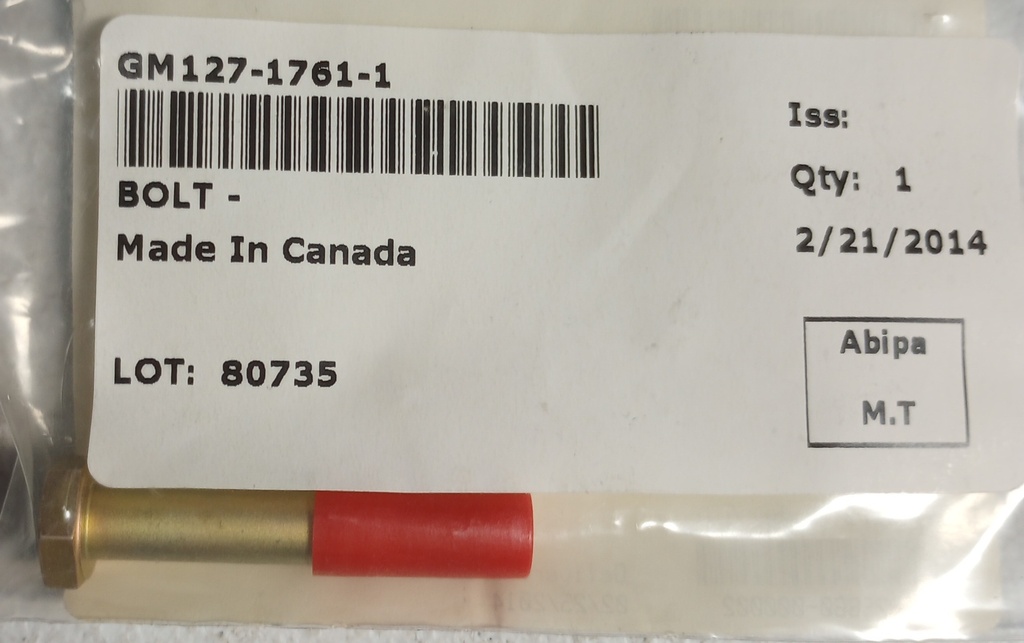 GM127-1761-1
BOLT -
Made In Canada
LOT: 80735
Iss:
Qty: 1
2/21/2014
Abipa
M.T